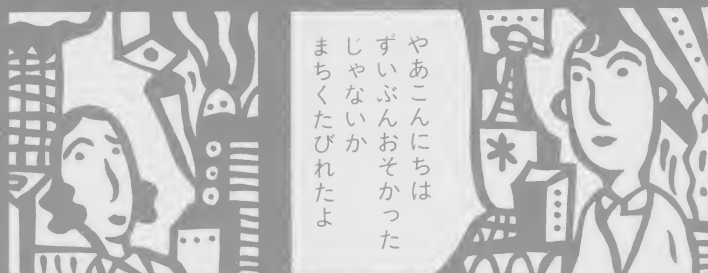 やあこんにちは
ずいぶんおそかった
じゃないか
まちくたびれたよ